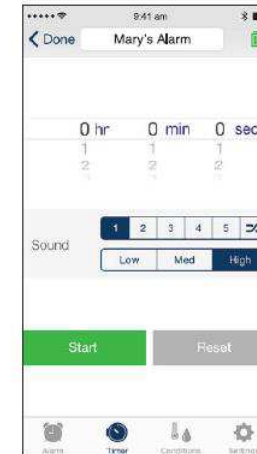 9:41 am
Done Mary's Alarm
0 hr 0 min 0 sec
1 1 1
2 2 2
Sound 1 2 3 4 5
Low Med High
Start Reset
Alarm Timer Conditions Settings